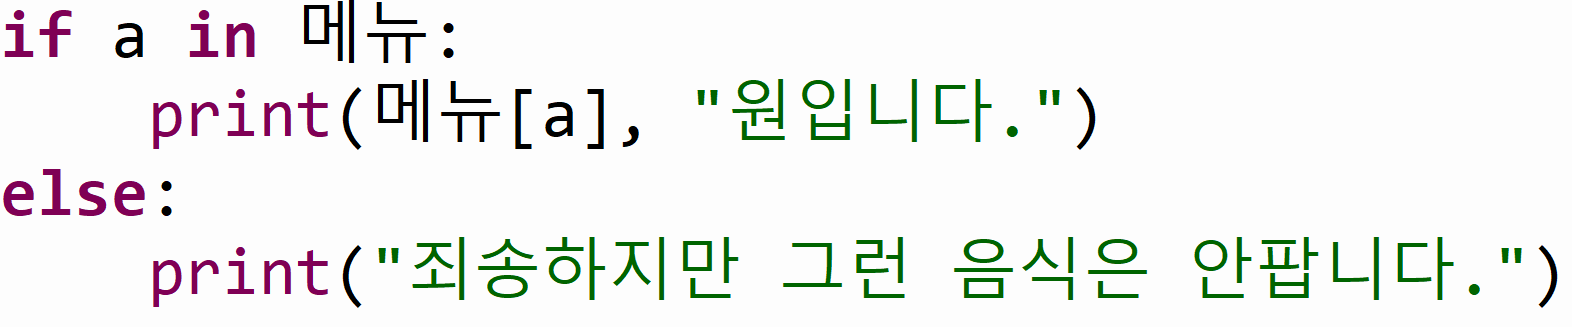 if a in 메뉴:
    print(메뉴[a], "원입니다.")
else:
    print("죄송하지만 그런 음식은 안팝니다.")